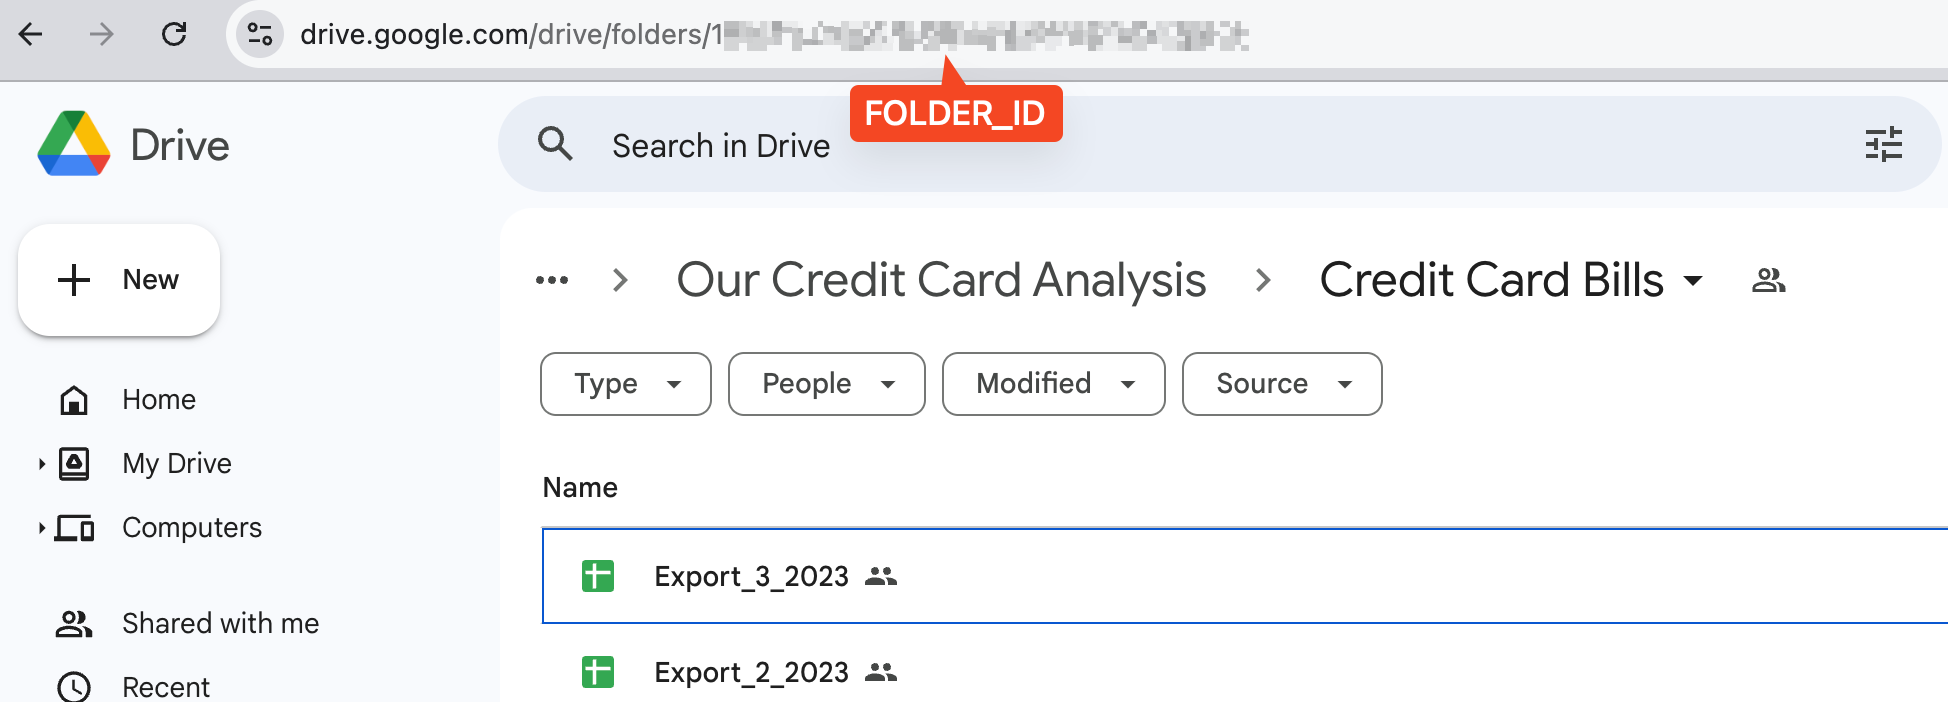 drive.google.com/drive/folders/1
FOLDER_ID
Drive
Search in Drive
New
... > Our Credit Card Analysis > Credit Card Bills
Type People Modified Source
Home
My Drive
Computers
Shared with me
Recent
Name
Export_3_2023
Export_2_2023